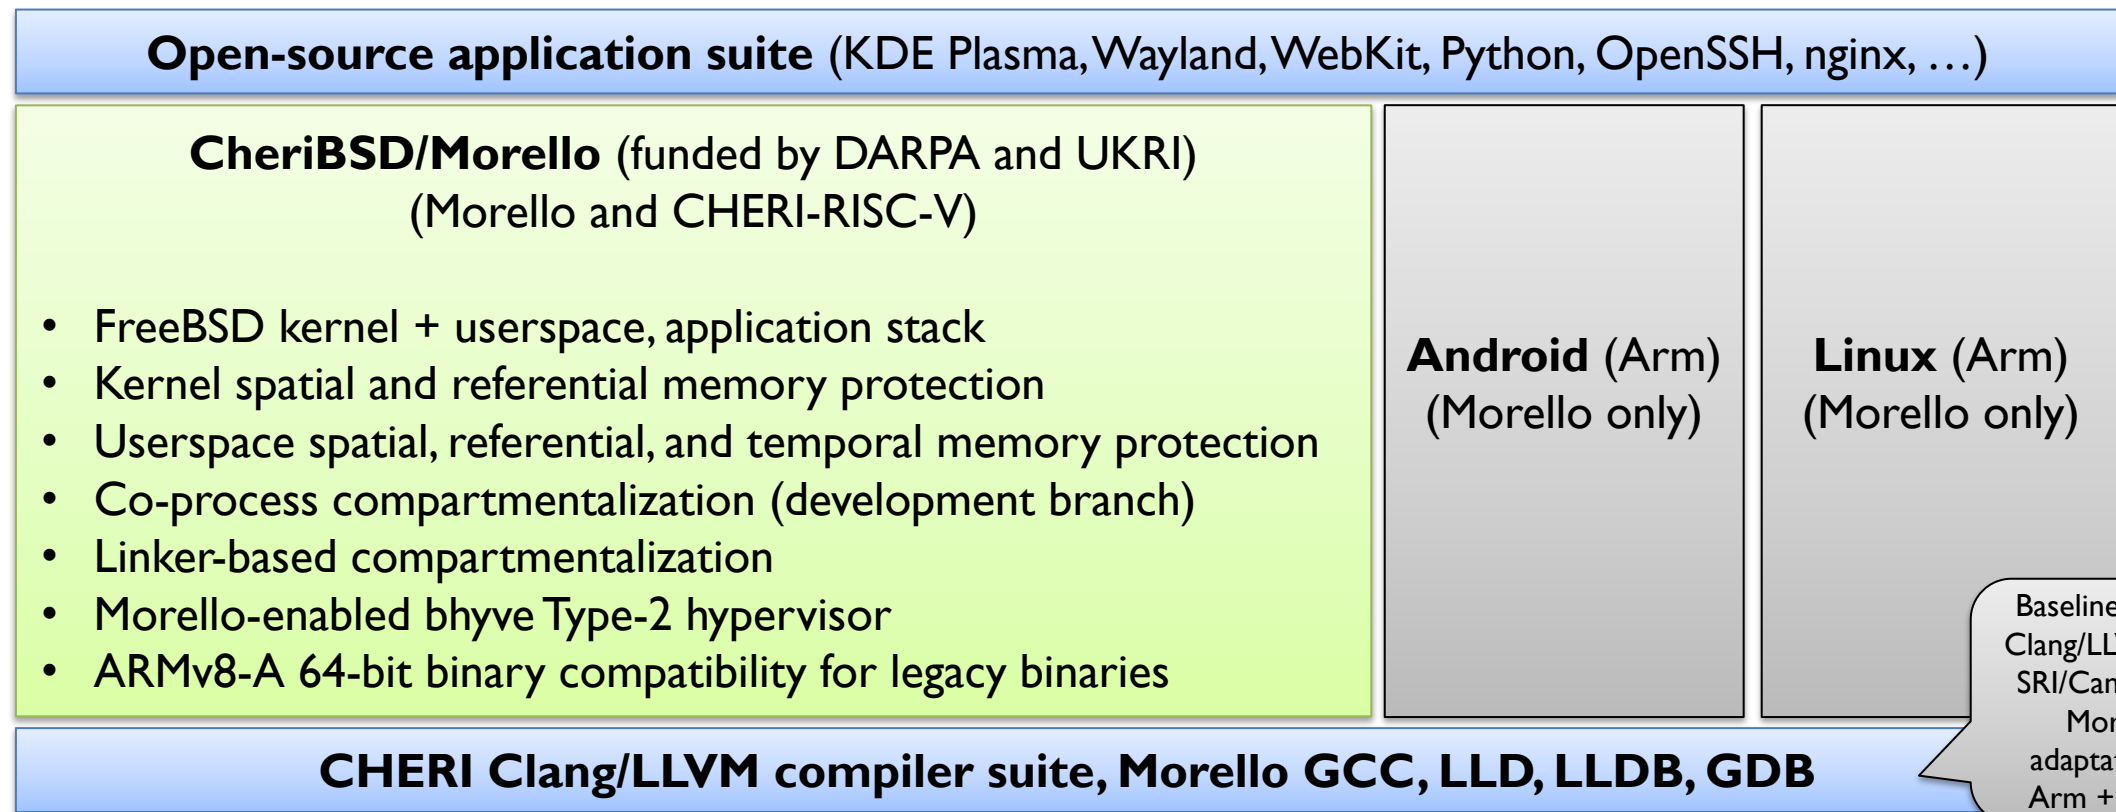 Open-source application suite (KDE Plasma, Wayland, WebKit, Python, OpenSSH, nginx, …)
CheriBSD/Morello (funded by DARPA and UKRI)
(Morello and CHERI-RISC-V)
• FreeBSD kernel + userspace, application stack
• Kernel spatial and referential memory protection
• Userspace spatial, referential, and temporal memory protection
• Co-process compartmentalization (development branch)
• Linker-based compartmentalization
• Morello-enabled bhyve Type-2 hypervisor
• ARMv8-A 64-bit binary compatibility for legacy binaries
Android (Arm)
(Morello only)
Linux (Arm)
(Morello only)
Baseline
Arm +
CHERI Clang/LLVM compiler suite, Morello GCC, LLD, LLDB, GDB